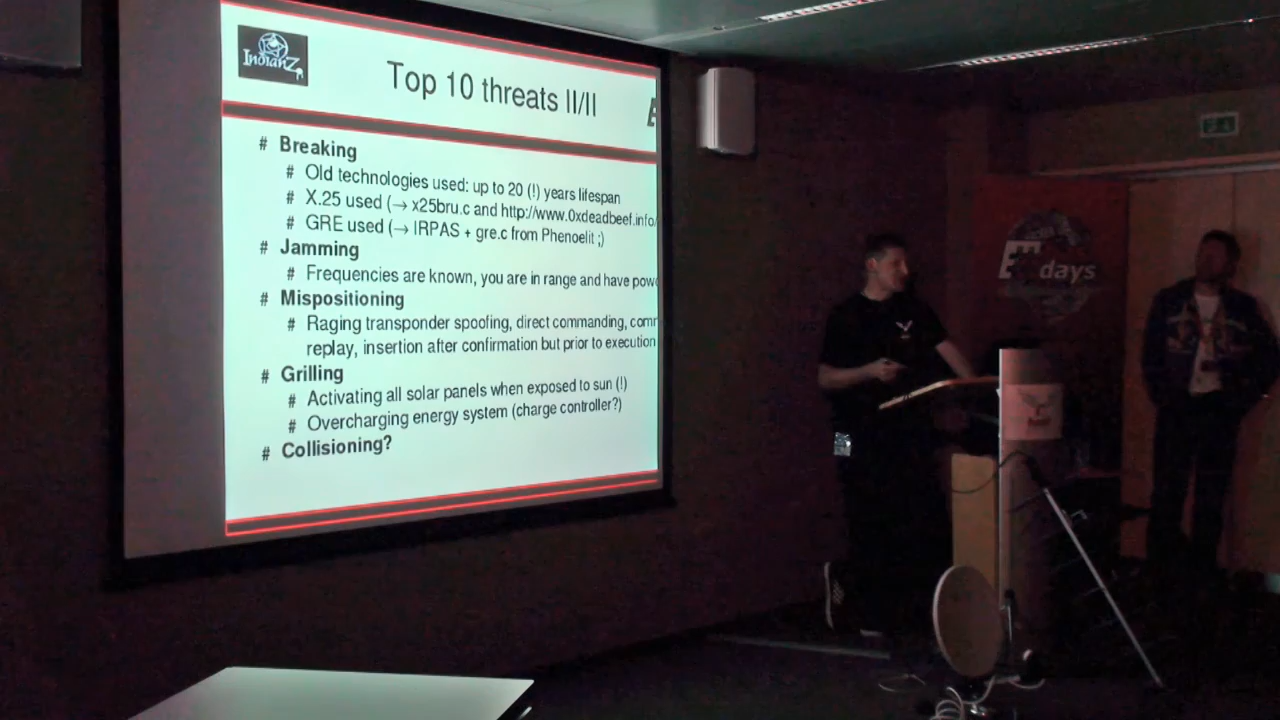 IndianZ
Top 10 threats II/II
# Breaking
# Old technologies used: up to 20 (!) years lifespan
# X.25 used (→ x25bru.c and http://www.0xdeadbeef.info/
# GRE used (→ IRPAS + gre.c from Phenoelit ;)
# Jamming
# Frequencies are known, you are in range and have
# Mispositioning
# Raging transponder spoofing, direct commanding,
replay, insertion after confirmation but prior to execution
# Grilling
# Activating all solar panels when exposed to sun (!)
# Overcharging energy system (charge controller?)
# Collisioning?
days